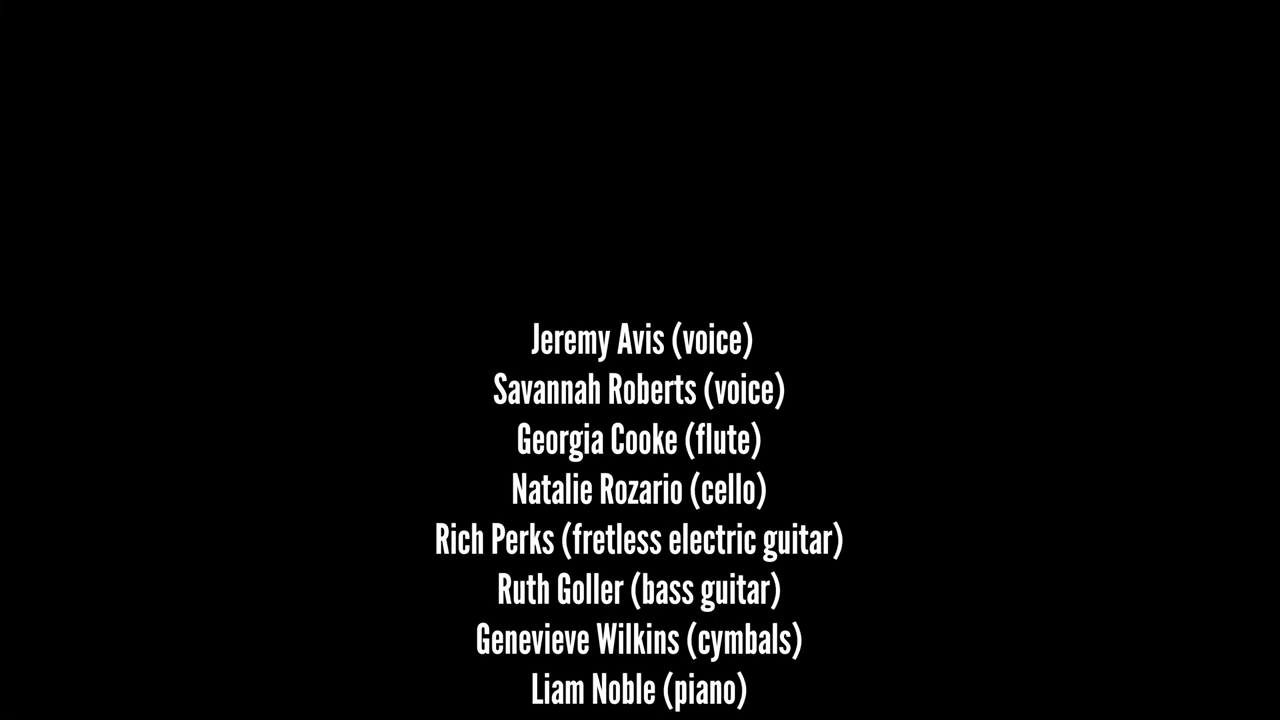 Jeremy Avis (voice)
Savannah Roberts (voice)
Georgia Cooke (flute)
Natalie Rozario (cello)
Rich Perks (fretless electric guitar)
Ruth Goller (bass guitar)
Genevieve Wilkins (cymbals)
Liam Noble (piano)